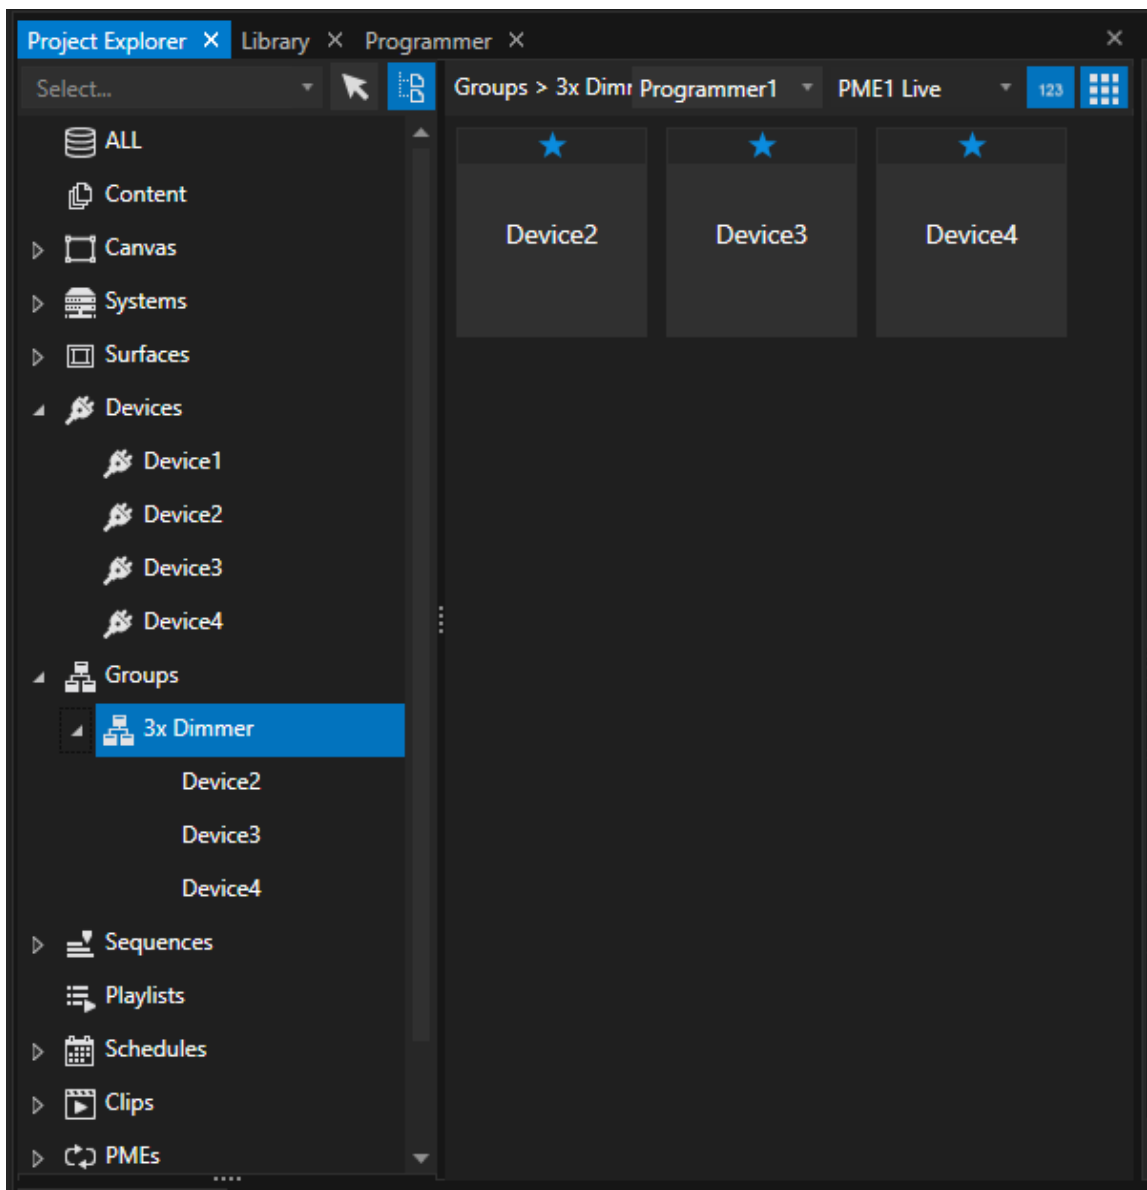 Project Explorer Library Programmer
Select... Groups > 3x Dimr Programmer1 PME1 Live 123
ALL
Content
Canvas
Systems
Surfaces
Devices
Device1
Device2
Device3
Device4
Groups
3x Dimmer
Device2
Device3
Device4
Sequences
Playlists
Schedules
Clips
PMEs
Device2 Device3 Device4